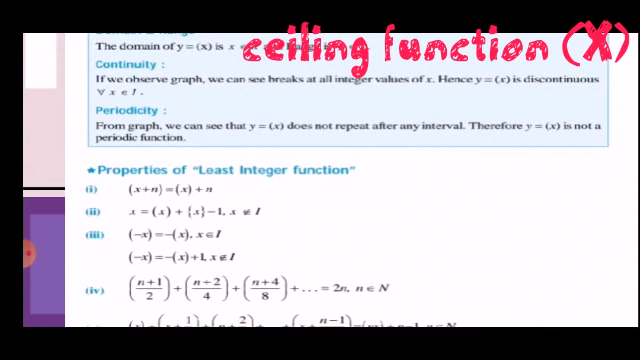 ceilling function (X)
The domain of y = (x) is x
Continuity :
If we observe graph, we can see breaks at all integer values of x. Hence y = (x) is discontinuous
∀ x ∈ I .
Periodicity :
From graph, we can see that y = (x) does not repeat after any interval. Therefore y = (x) is not a
periodic function.
★Properties of "Least Integer function"
(i) (x+n) = (x) + n
(ii) x = (x) + {x} − 1, x ∉ I
(iii) (−x) = −(x), x ∈ I
(−x) = −(x) + 1, x ∉ I
(iv) ((n+1)/2) + ((n+2)/4) + ((n+4)/8) + ... = 2n, n ∈ N